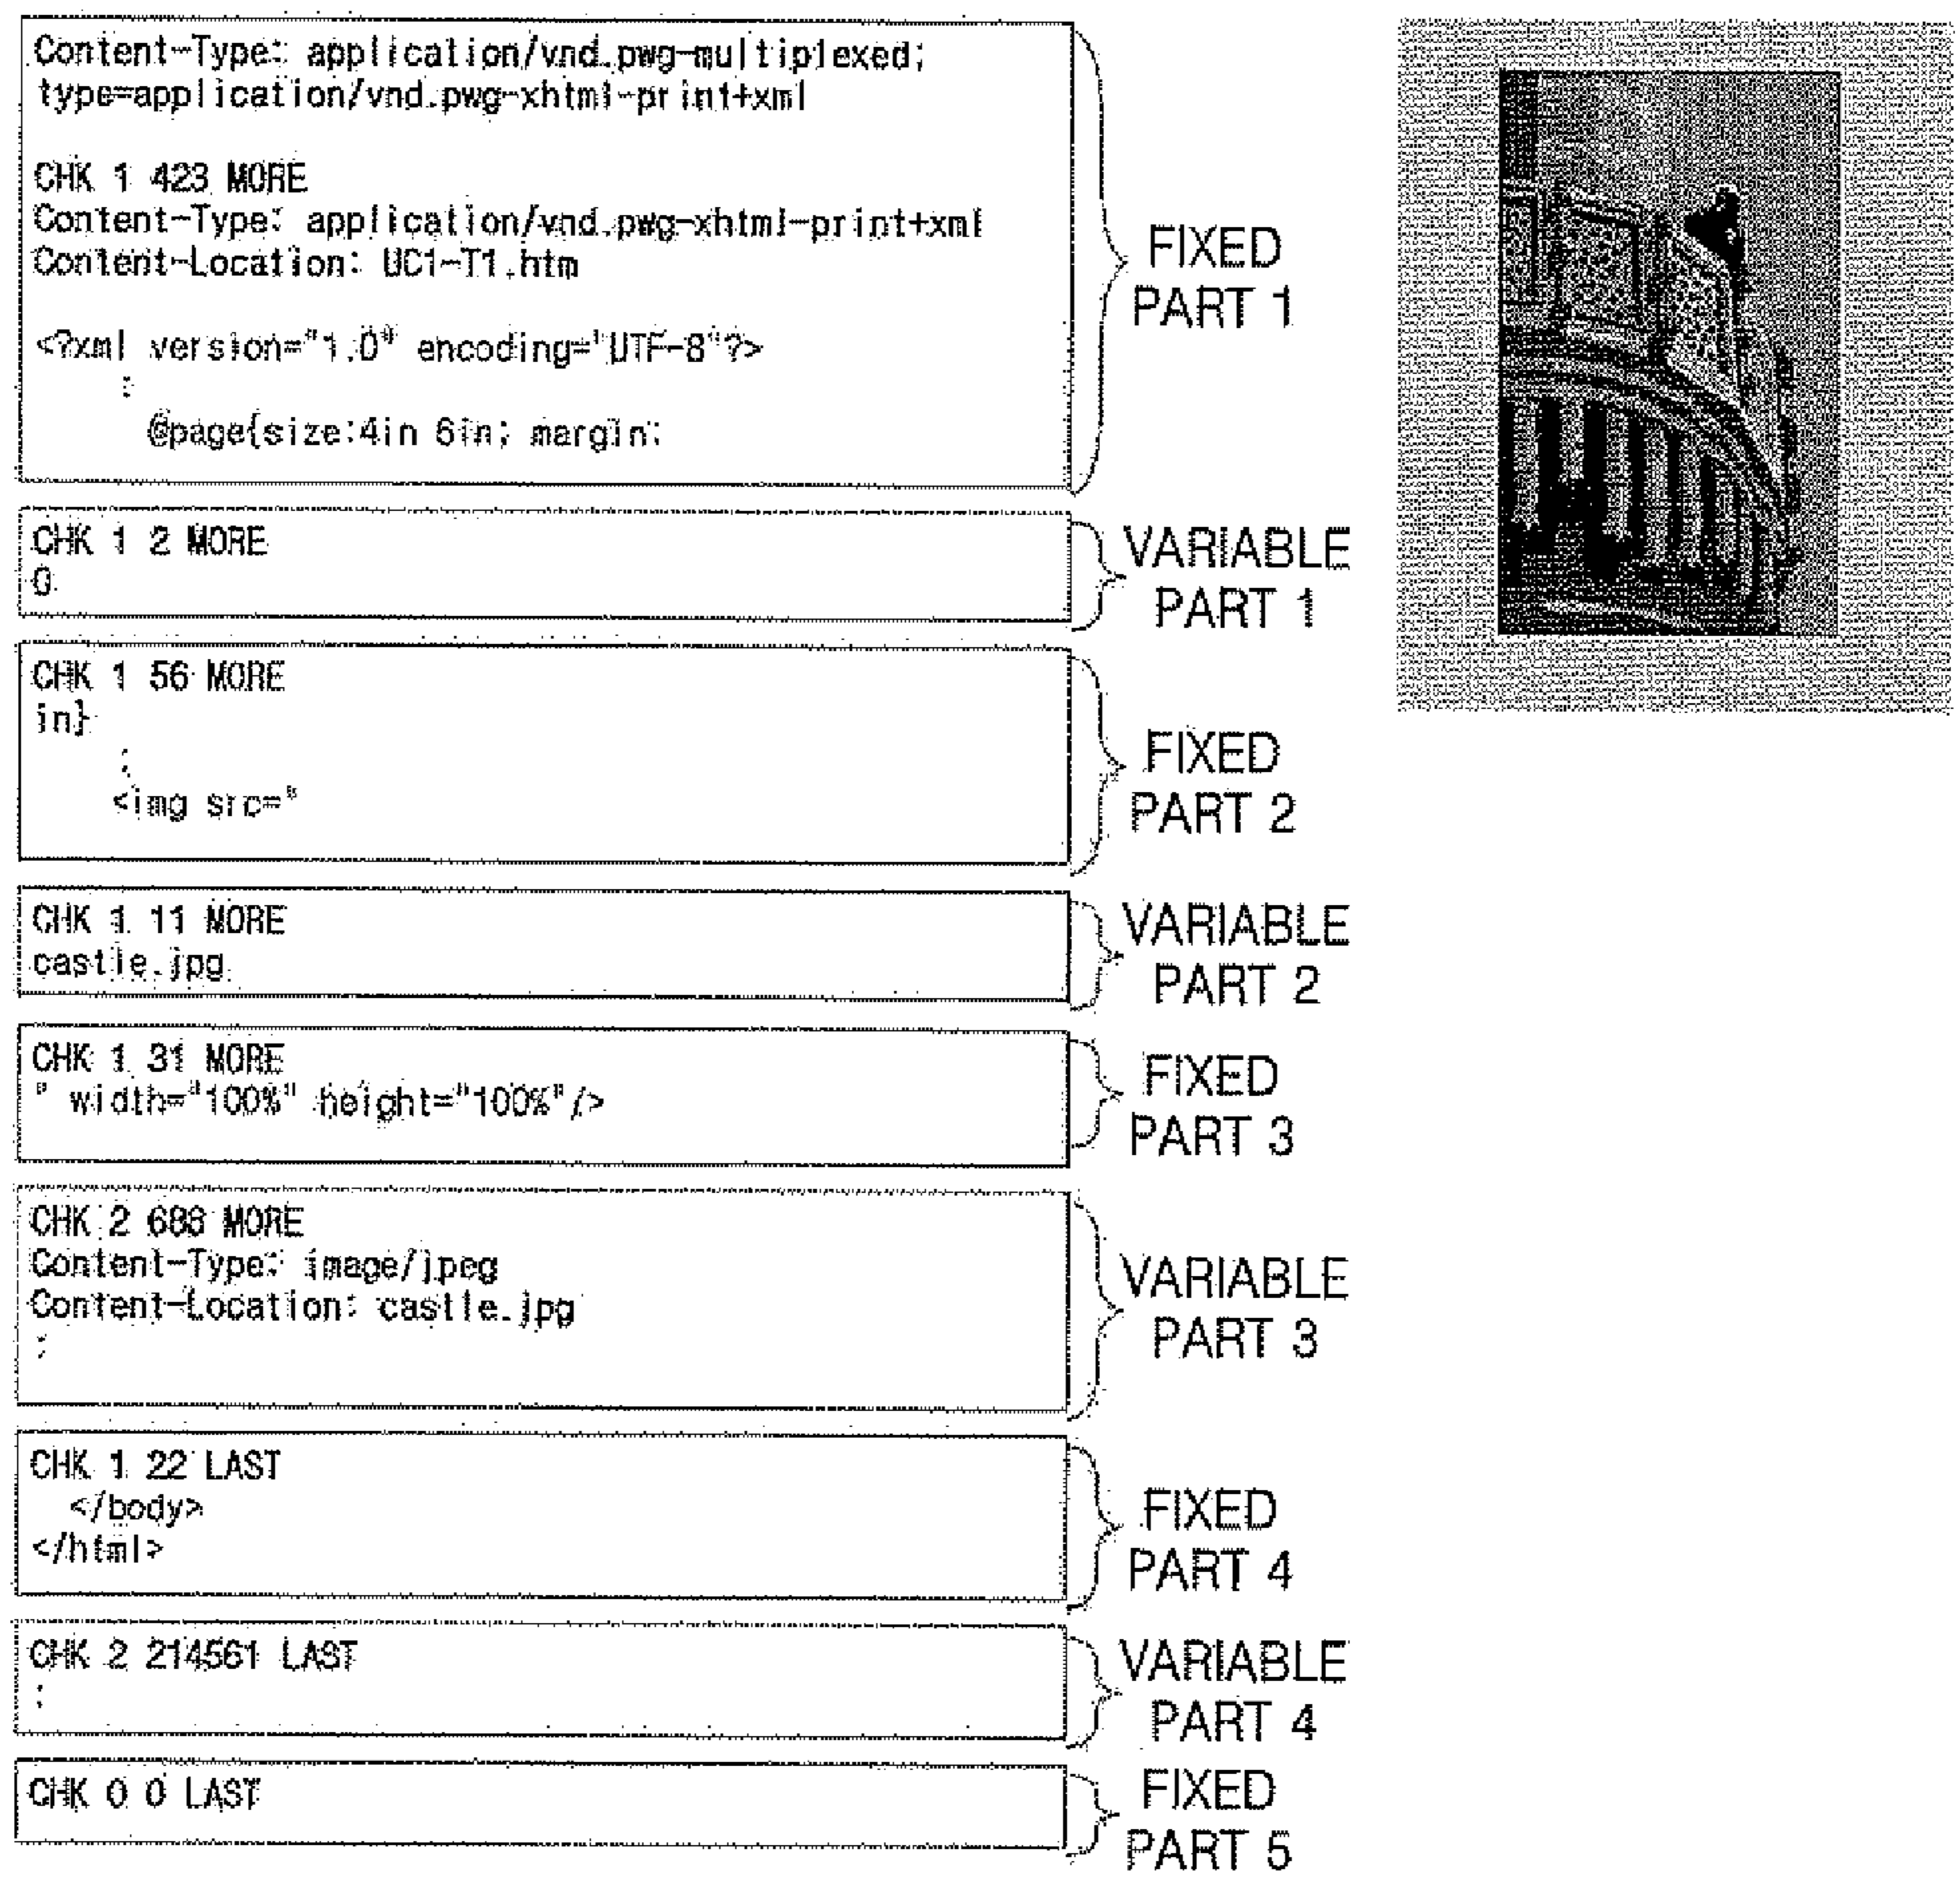 Content-Type: application/vnd.pwg-multiplexed;
type=application/vnd.pwg-xhtml-print+xml
CHK 1 423 MORE
Content-Type: application/vnd.pwg-xhtml-print+xml
Content-Location: UC1-T1.htm
<?xml version="1.0" encoding="UTF-8"?>
:
@page{size:4in 6in; margin:
FIXED
PART 1
CHK 1 2 MORE
0
VARIABLE
PART 1
CHK 1 56 MORE
in}
:
<img src="
FIXED
PART 2
CHK 1 11 MORE
castle.jpg
VARIABLE
PART 2
CHK 1 31 MORE
" width="100%" height="100%"/>
FIXED
PART 3
CHK 2 688 MORE
Content-Type: image/jpeg
Content-Location: castle.jpg
:
VARIABLE
PART 3
CHK 1 22 LAST
</body>
</html>
FIXED
PART 4
CHK 2 214561 LAST
:
VARIABLE
PART 4
CHK 0 0 LAST
FIXED
PART 5